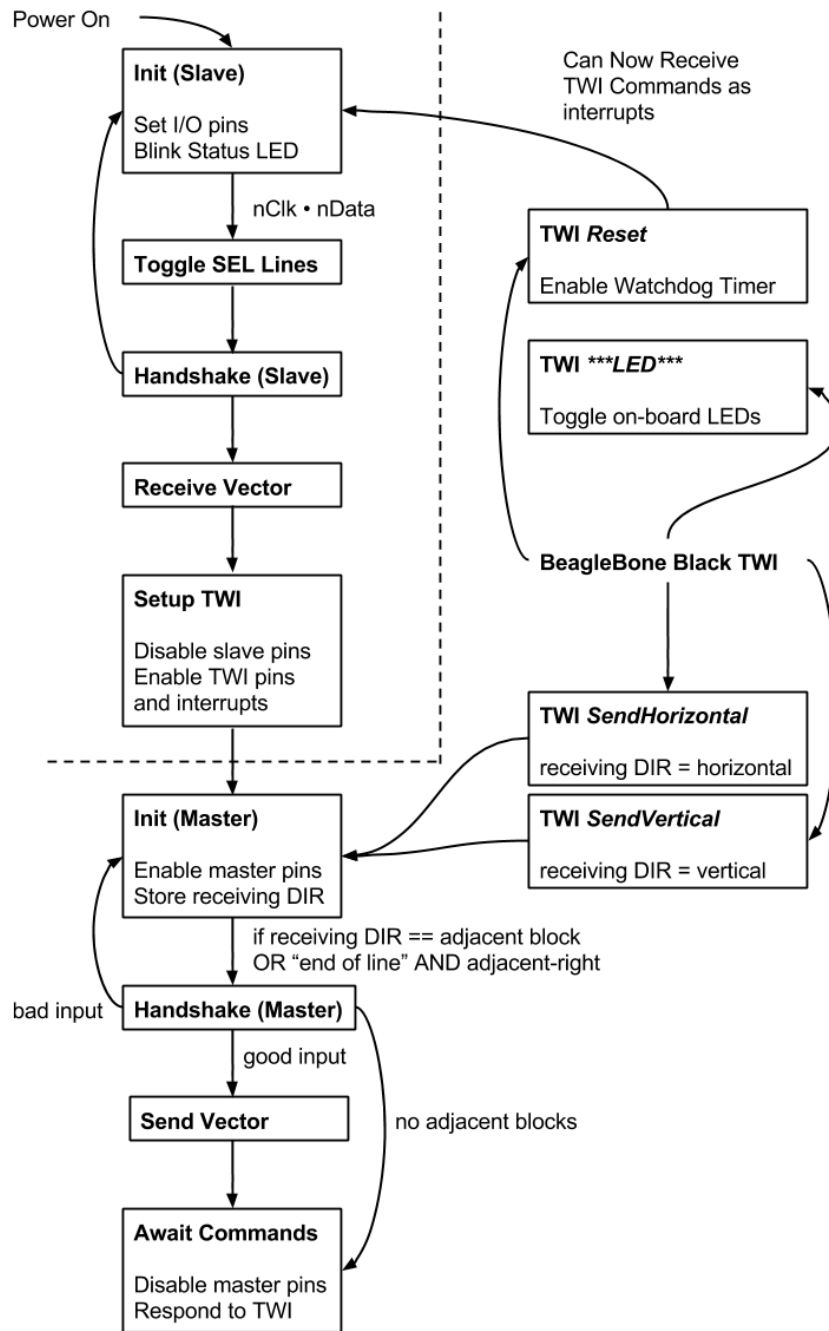 Power On
Init (Slave)
Set I/O pins
Blink Status LED
nClk • nData
Toggle SEL Lines
Handshake (Slave)
Receive Vector
Setup TWI
Disable slave pins
Enable TWI pins
and interrupts
Can Now Receive
TWI Commands as
interrupts
TWI Reset
Enable Watchdog Timer
TWI ***LED***
Toggle on-board LEDs
BeagleBone Black TWI
TWI SendHorizontal
receiving DIR = horizontal
TWI SendVertical
receiving DIR = vertical
Init (Master)
Enable master pins
Store receiving DIR
if receiving DIR == adjacent block
OR “end of line” AND adjacent-right
bad input
Handshake (Master)
good input
Send Vector
no adjacent blocks
Await Commands
Disable master pins
Respond to TWI